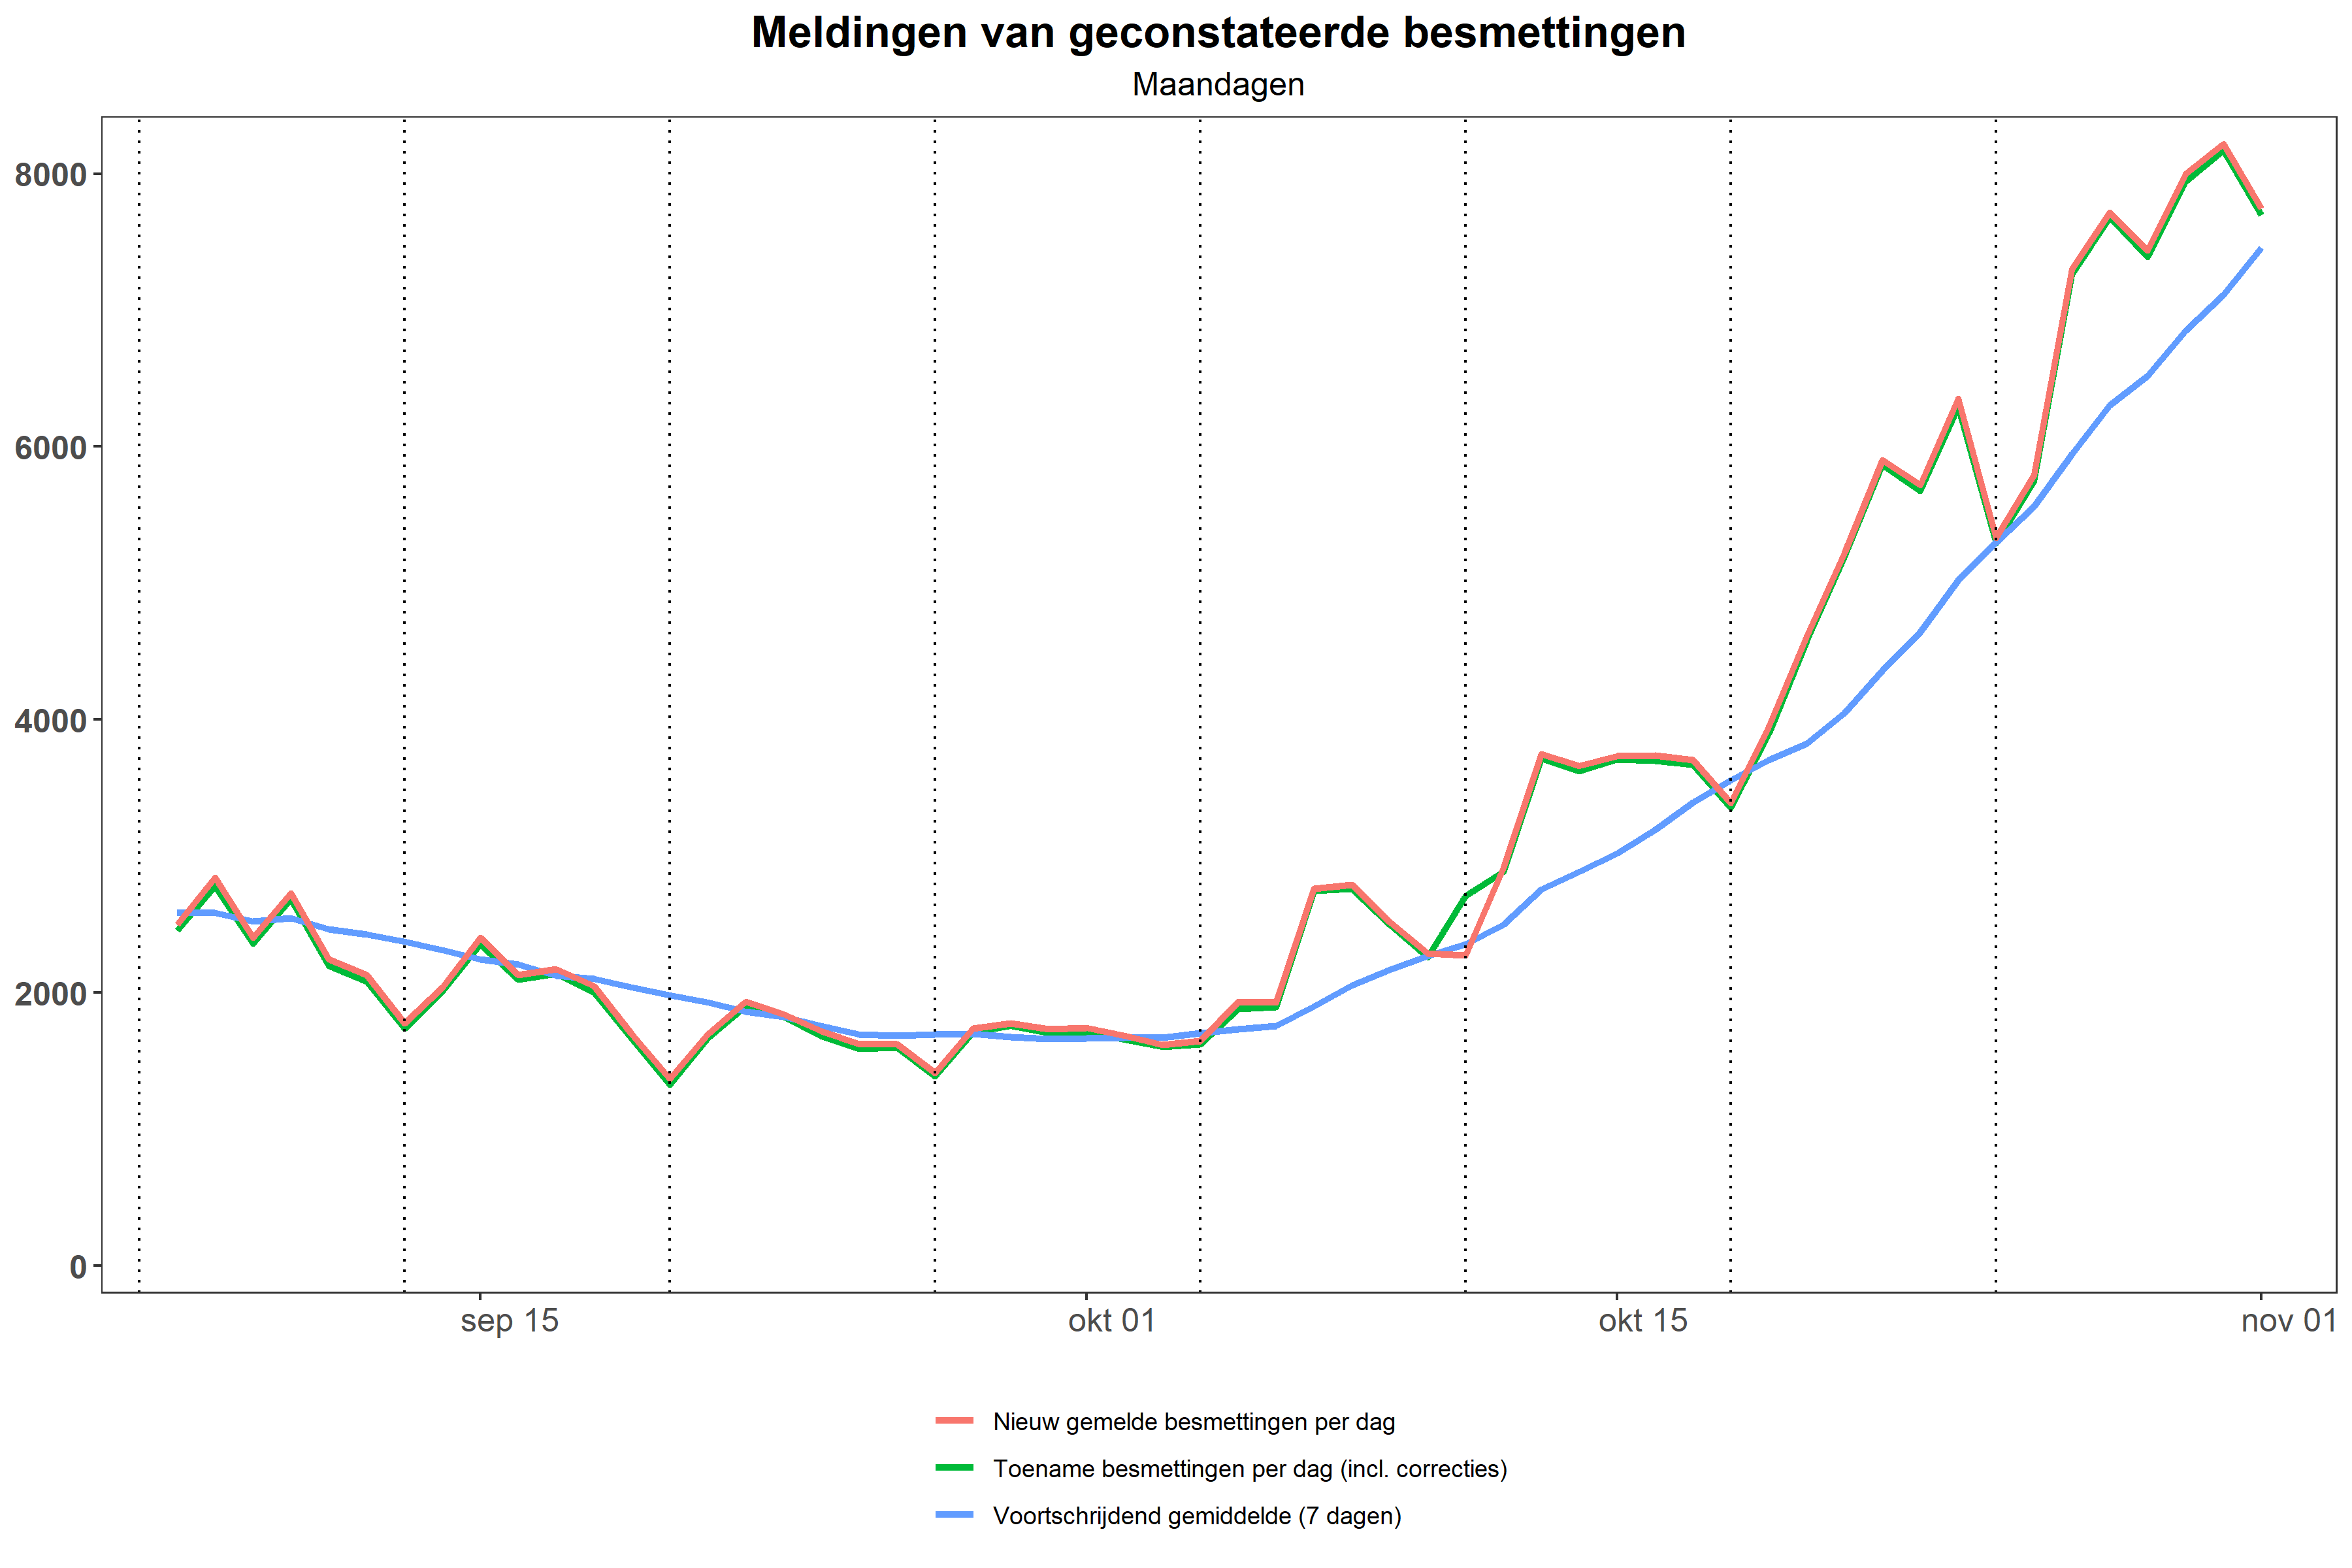 Meldingen van geconstateerde besmettingen
Maandagen
8000
6000
4000
2000
0
sep 15
okt 01
okt 15
nov 01
Nieuw gemelde besmettingen per dag
Toename besmettingen per dag (incl. correcties)
Voortschrijdend gemiddelde (7 dagen)